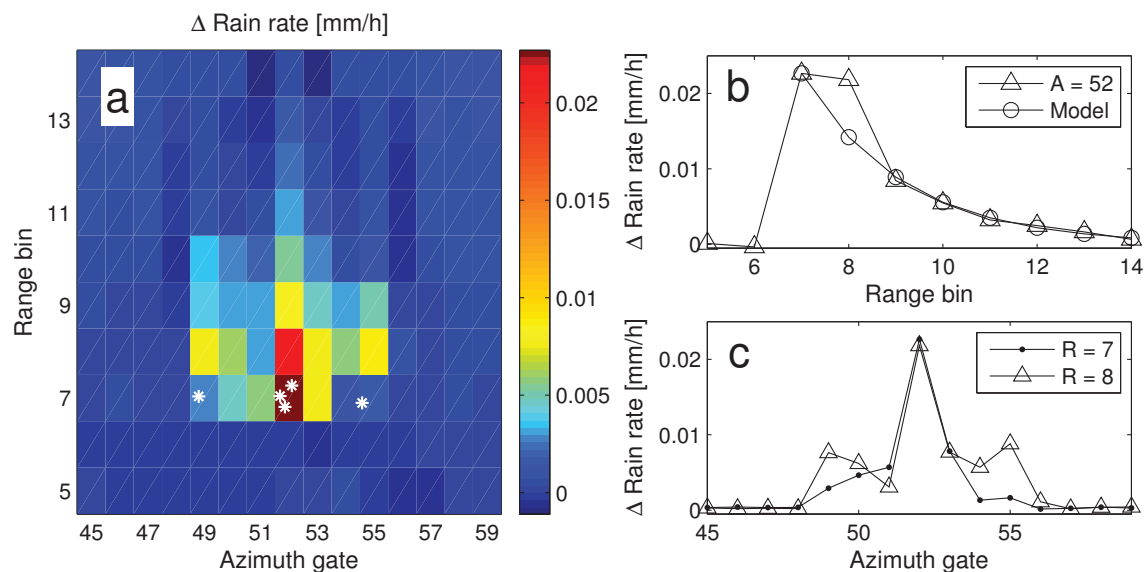 Δ Rain rate [mm/h]
a
13
11
9
7
5
Range bin
45 47 49 51 53 55 57 59
Azimuth gate
0.02
0.015
0.01
0.005
0
b
Δ Rain rate [mm/h]
0.02
0.01
0
6 8 10 12 14
Range bin
A = 52
Model
c
Δ Rain rate [mm/h]
0.02
0.01
0
45 50 55
Azimuth gate
R = 7
R = 8